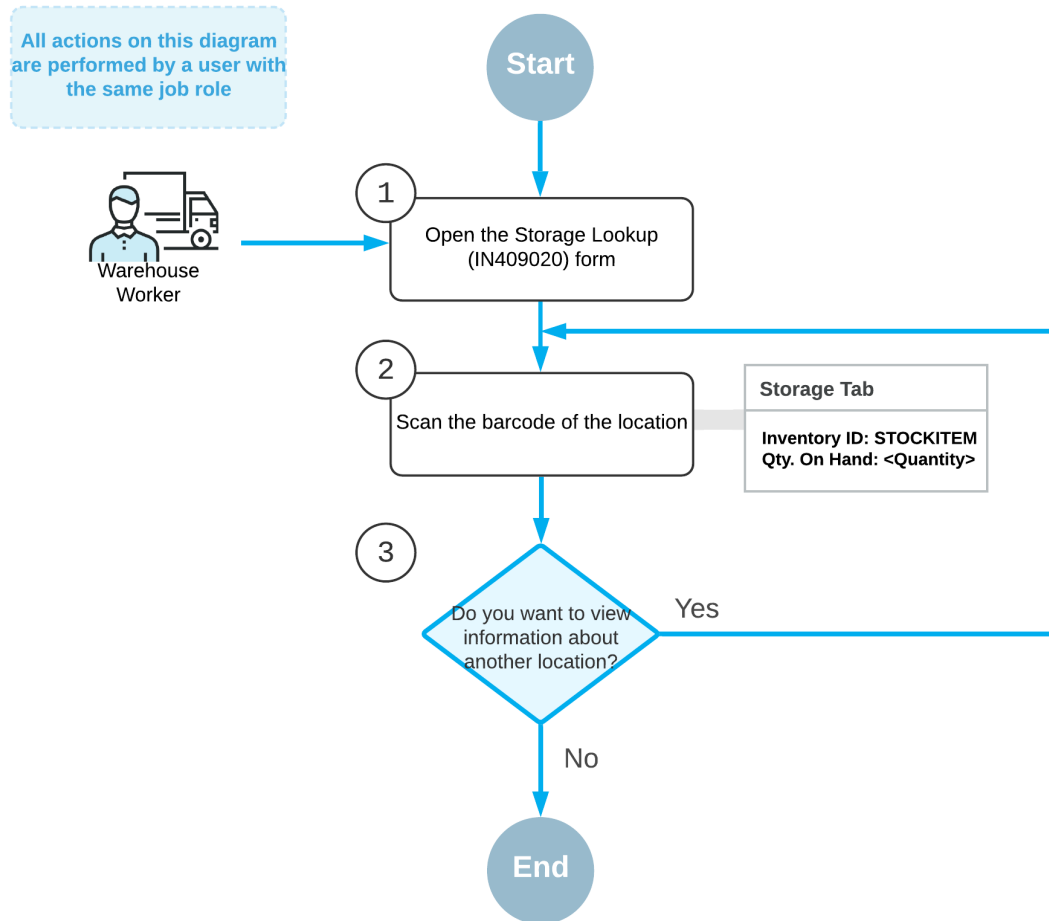 All actions on this diagram
are performed by a user with
the same job role
Start
1
Open the Storage Lookup
(IN409020) form
Warehouse
Worker
2
Scan the barcode of the location
Storage Tab
Inventory ID: STOCKITEM
Qty. On Hand: <Quantity>
3
Do you want to view
information about
another location?
Yes
No
End